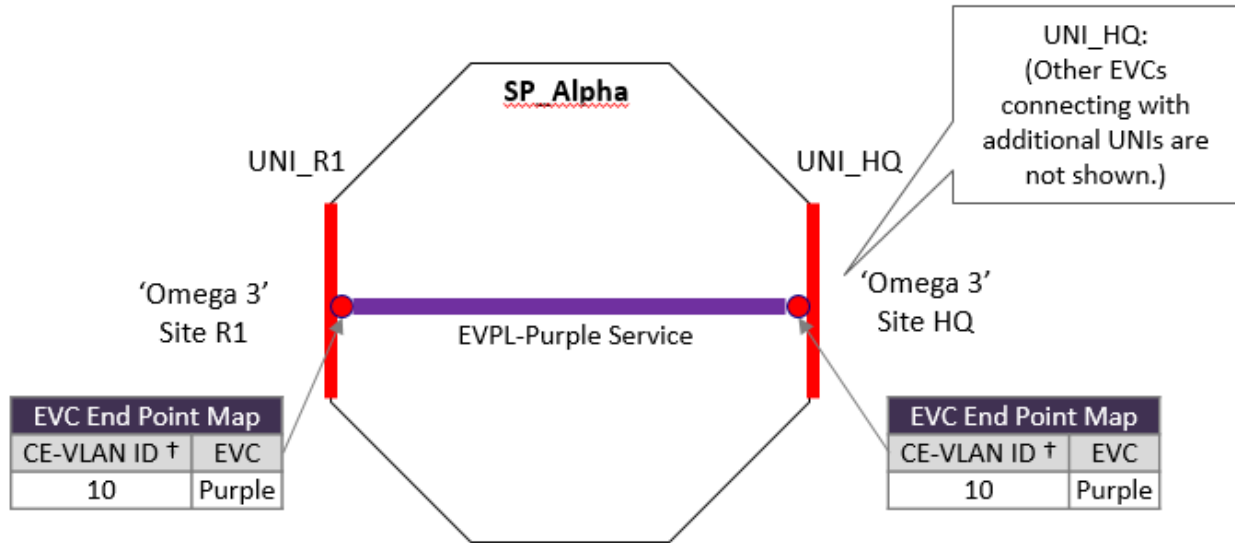 SP_Alpha
UNI_HQ:
(Other EVCs
connecting with
additional UNIs are
not shown.)
UNI_R1
UNI_HQ
'Omega 3'
Site R1
EVPL-Purple Service
'Omega 3'
Site HQ
EVC End Point Map
CE-VLAN ID † EVC
10 Purple
EVC End Point Map
CE-VLAN ID † EVC
10 Purple